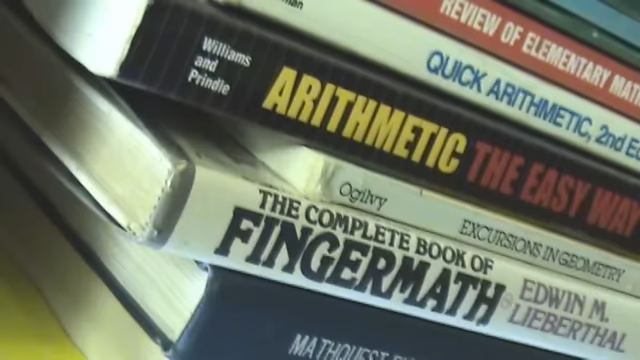 REVIEW OF ELEMENTARY
QUICK ARITHMETIC, 2nd
Williams
and
Prindle
ARITHMETIC THE EASY WAY
Ogilvy
EXCURSIONS IN GEOMETRY
THE COMPLETE BOOK OF
FINGERMATH
EDWIN M.
LIEBERTHAL
MATHQUEST